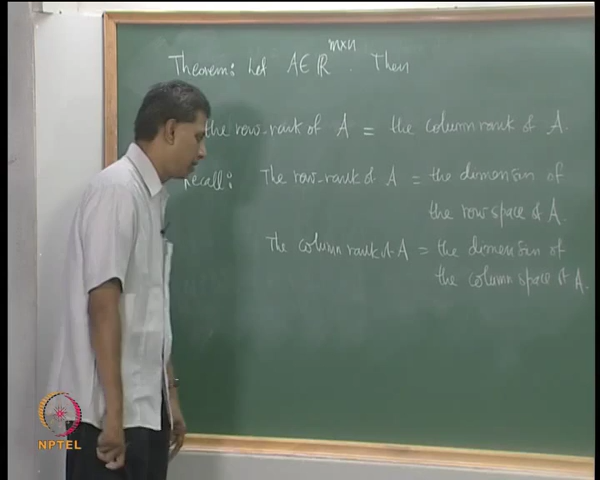 Theorem: Let A ∈ ℝ^{m×n}. Then
the row-rank of A = the column rank of A.
Recall: The row-rank of A = the dimension of
the row space of A.
The column rank of A = the dimension of
the column space of A.
NPTEL